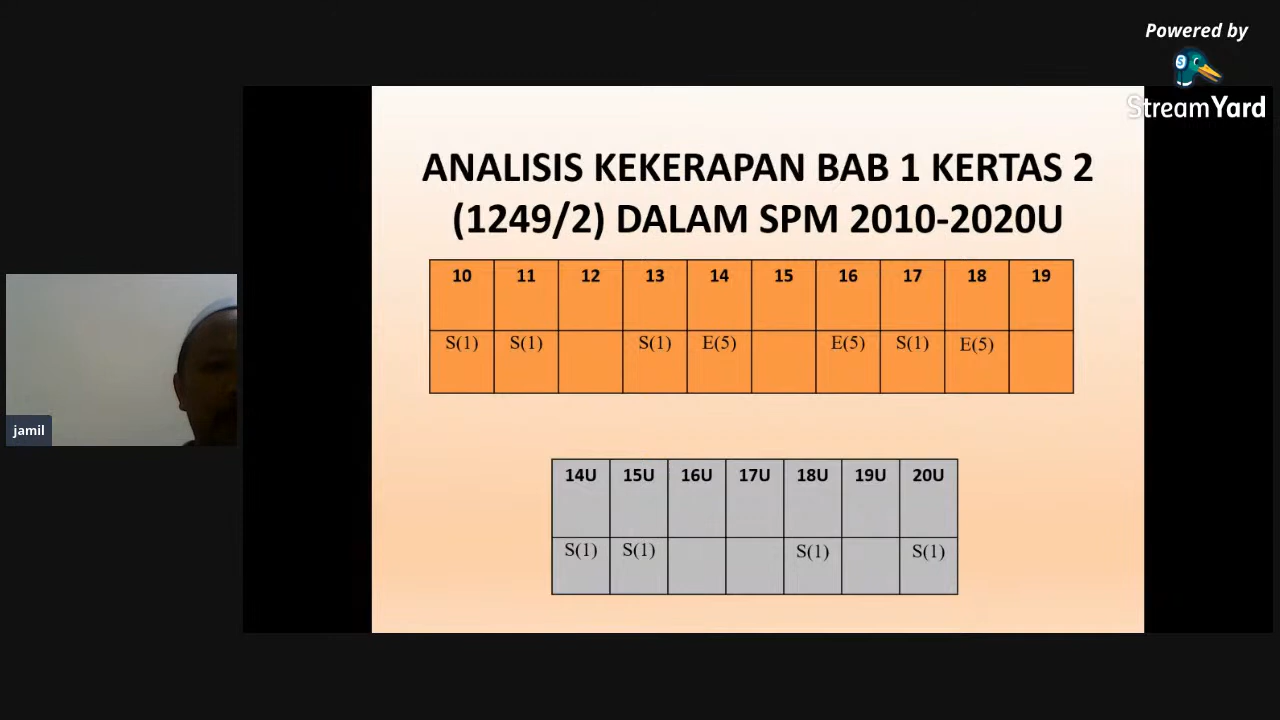 Powered by
StreamYard
ANALISIS KEKERAPAN BAB 1 KERTAS 2
(1249/2) DALAM SPM 2010-2020U
10 11 12 13 14 15 16 17 18 19
S(1) S(1) S(1) E(5) E(5) S(1) E(5)
jamil
14U 15U 16U 17U 18U 19U 20U
S(1) S(1) S(1) S(1)